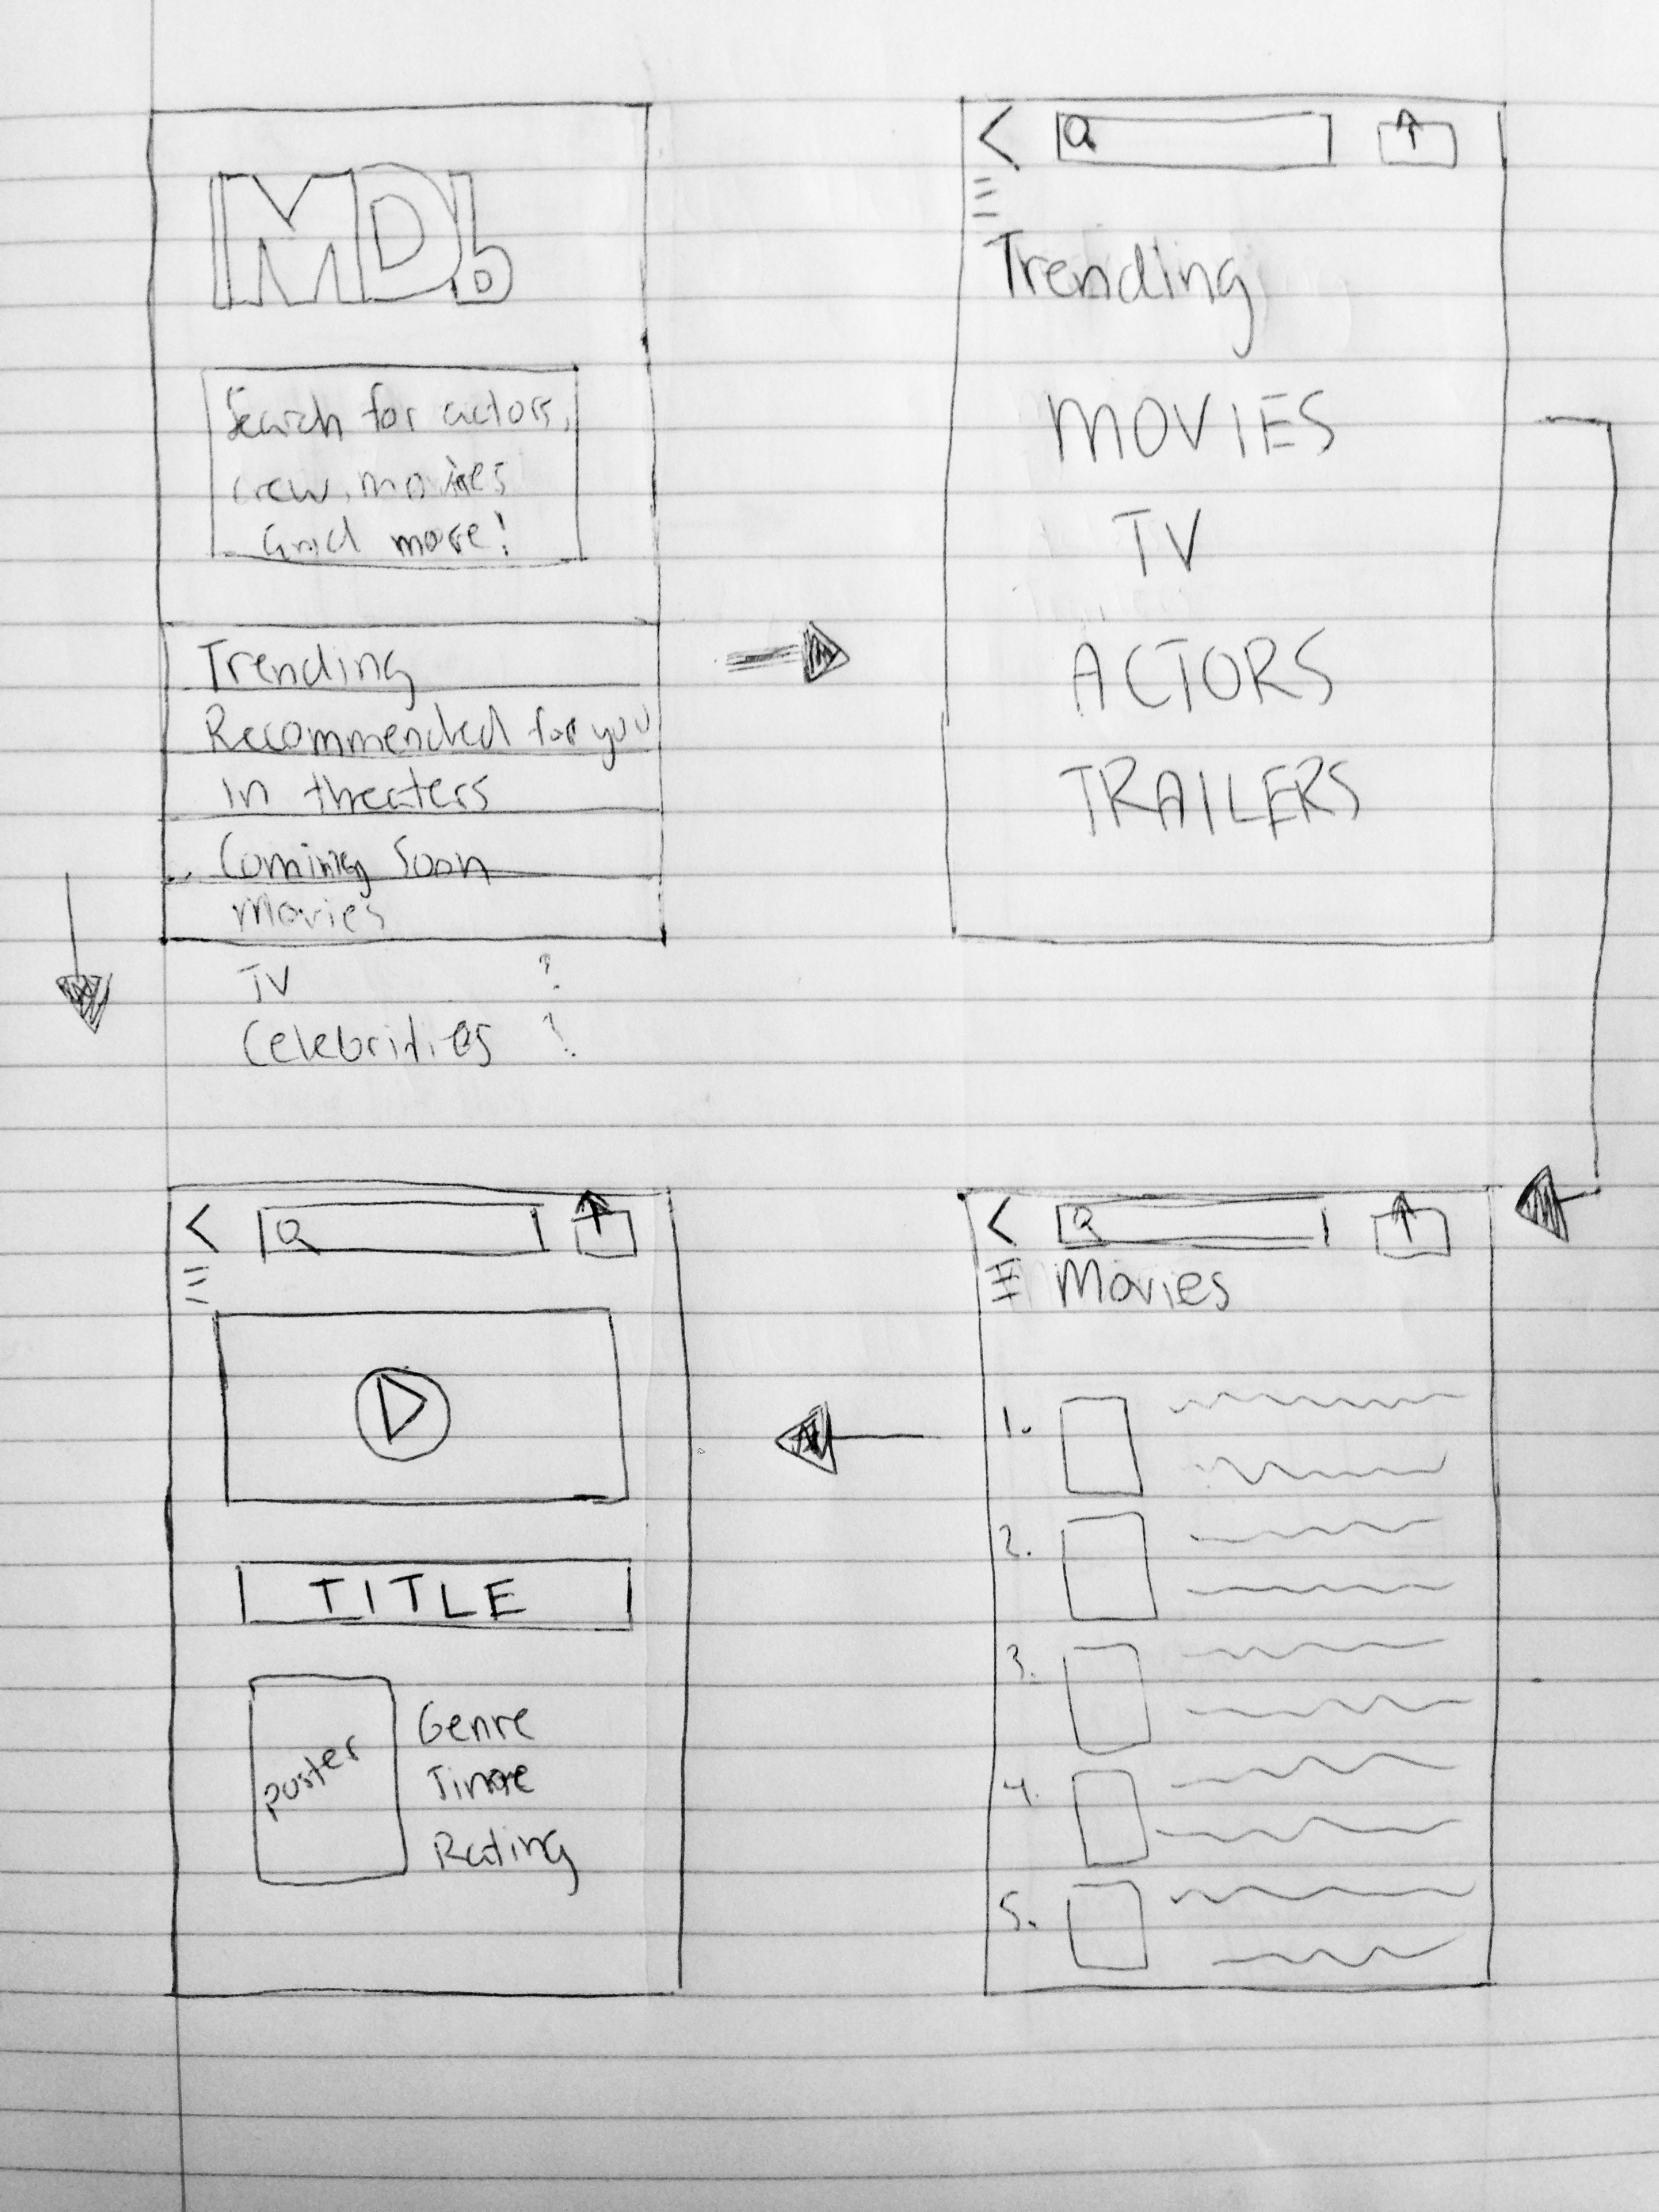 MDb
Search for actors,
crew, movies
and more!
Trending
Recommended for you
In theaters
Coming Soon
Movies
TV ?
Celebrities ?
Trending
MOVIES
TV
ACTORS
TRAILERS
Movies
1.
2.
3.
4.
5.
TITLE
poster
Genre
Time
Rating